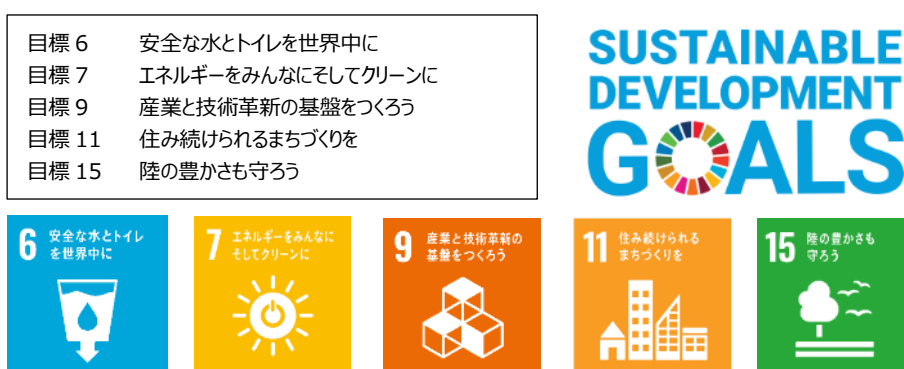 目標 6 安全な水とトイレを世界中に
目標 7 エネルギーをみんなにそしてクリーンに
目標 9 産業と技術革新の基盤をつくろう
目標 11 住み続けられるまちづくりを
目標 15 陸の豊かさも守ろう
SUSTAINABLE
DEVELOPMENT
GOALS
6 安全な水とトイレ
を世界中に
7 エネルギーをみんなに
そしてクリーンに
9 産業と技術革新の
基盤をつくろう
11 住み続けられる
まちづくりを
15 陸の豊かさも
守ろう